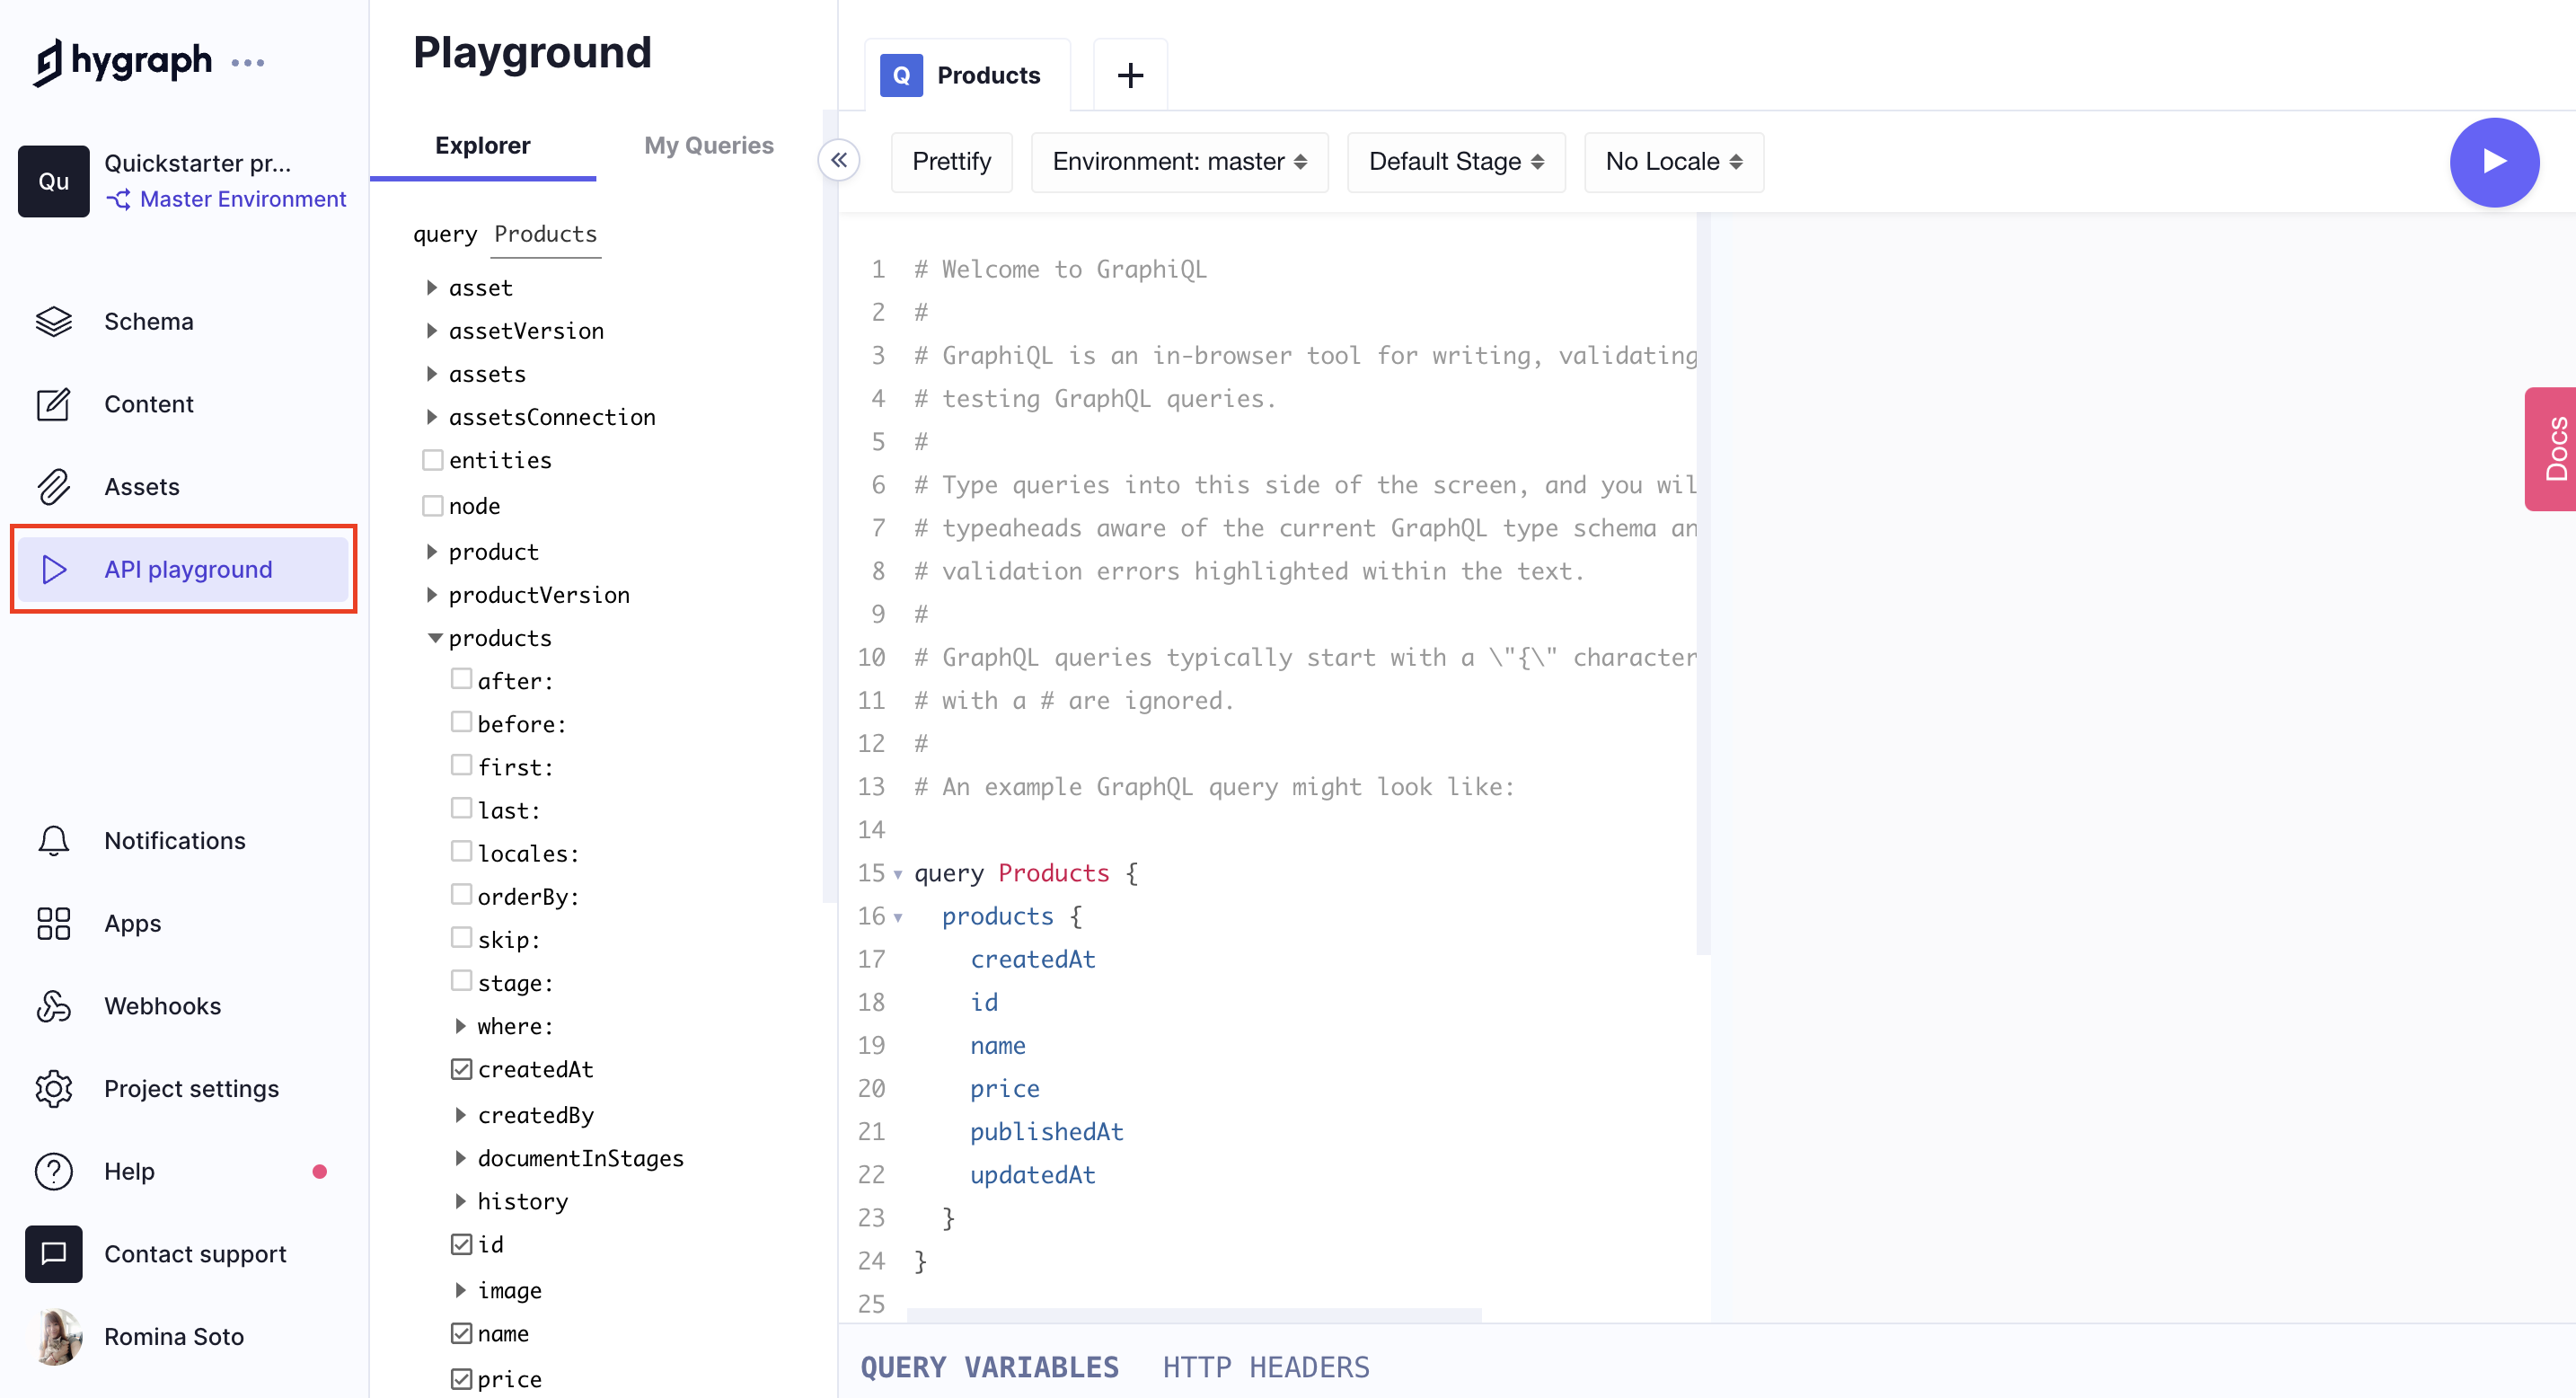 hygraph
Qu
Quickstarter pr...
Master Environment
Schema
Content
Assets
API playground
Notifications
Apps
Webhooks
Project settings
Help
Contact support
Romina Soto
Playground
Explorer
My Queries
query Products
asset
assetVersion
assets
assetsConnection
entities
node
product
productVersion
products
after:
before:
first:
last:
locales:
orderBy:
skip:
stage:
where:
createdAt
createdBy
documentInStages
history
id
image
name
price
Q Products
+
Prettify
Environment: master
Default Stage
No Locale
1 # Welcome to GraphiQL
2 #
3 # GraphiQL is an in-browser tool for writing, validating
4 # testing GraphQL queries.
5 #
6 # Type queries into this side of the screen, and you wil
7 # typeaheads aware of the current GraphQL type schema an
8 # validation errors highlighted within the text.
9 #
10 # GraphQL queries typically start with a \"{\" character
11 # with a # are ignored.
12 #
13 # An example GraphQL query might look like:
14
15 query Products {
16 products {
17 createdAt
18 id
19 name
20 price
21 publishedAt
22 updatedAt
23 }
24 }
25
QUERY VARIABLES
HTTP HEADERS
Docs